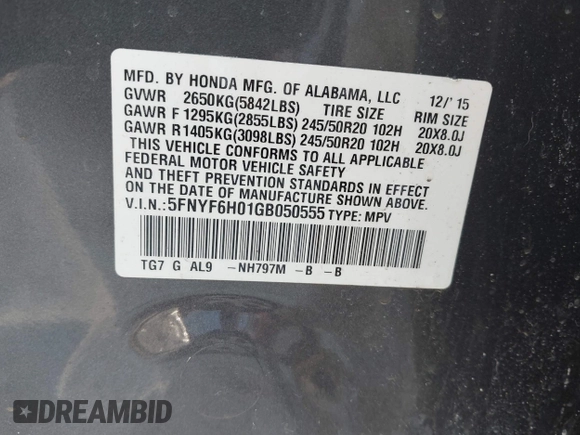 MFD. BY HONDA MFG. OF ALABAMA, LLC 12/'15
GVWR 2650KG(5842LBS) TIRE SIZE RIM SIZE
GAWR F 1295KG(2855LBS) 245/50R20 102H 20X8.0J
GAWR R1405KG(3098LBS) 245/50R20 102H 20X8.0J
THIS VEHICLE CONFORMS TO ALL APPLICABLE
FEDERAL MOTOR VEHICLE SAFETY
AND THEFT PREVENTION STANDARDS IN EFFECT
ON THE DATE OF MANUFACTURE SHOWN ABOVE.
V.I.N.: 5FNYF6H01GB050555 TYPE: MPV
TG7 G AL9 -NH797M -B -B
DREAMBID